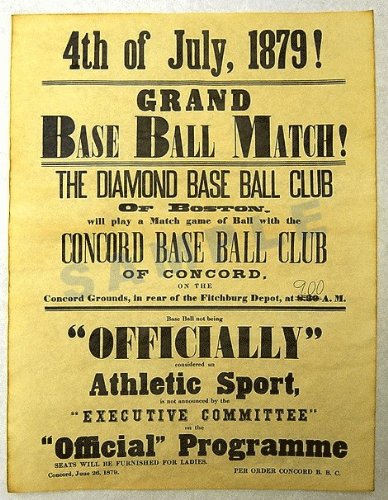 4th of July, 1879!
GRAND
BASE BALL MATCH!
THE DIAMOND BASE BALL CLUB
OF BOSTON,
will play a Match game of Ball with the
CONCORD BASE BALL CLUB
OF CONCORD,
ON THE
Concord Grounds, in rear of the Fitchburg Depot, at 8.30 9.00 A. M.
Base Ball not being
"OFFICIALLY"
considered an
Athletic Sport,
is not announced by the
"EXECUTIVE COMMITTEE"
on the
"Official" Programme
SEATS WILL BE FURNISHED FOR LADIES.
Concord, June 26, 1879. PER ORDER CONCORD B. B. C.
SAMPLE